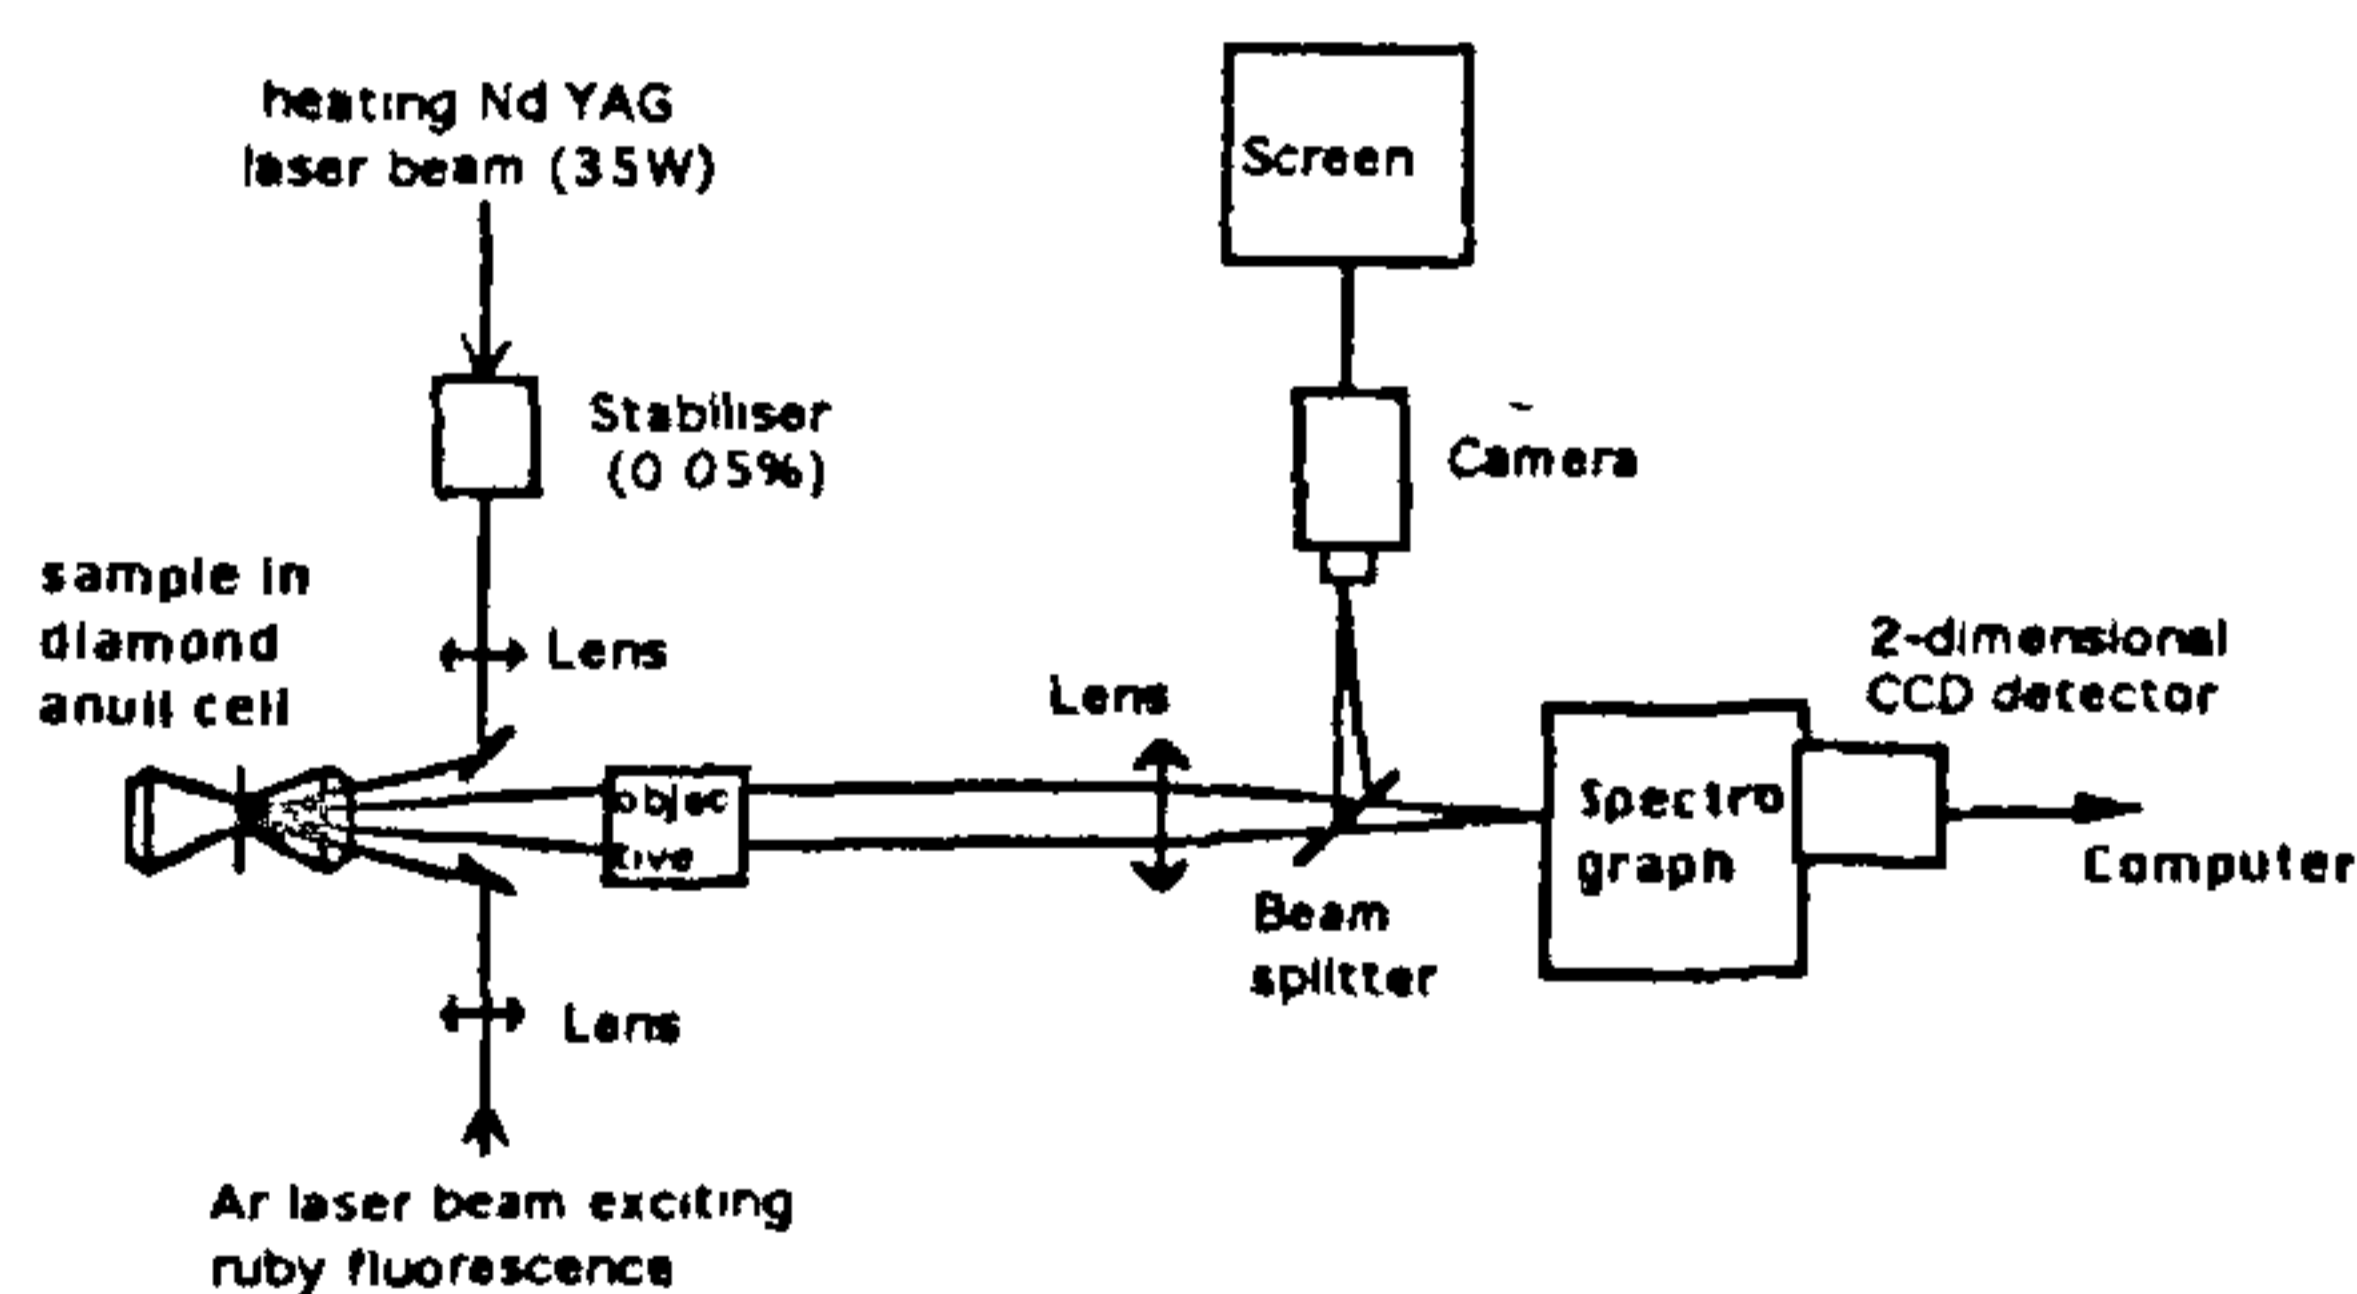 heating Nd YAG
laser beam (35W)
Screen
Stabiliser
(0 05%)
Camera
sample in
diamond
anvil cell
Lens
Lens
2-dimensional
CCD detector
objec
tive
Spectro
graph
Computer
Beam
splitter
Lens
Ar laser beam exciting
ruby fluorescence